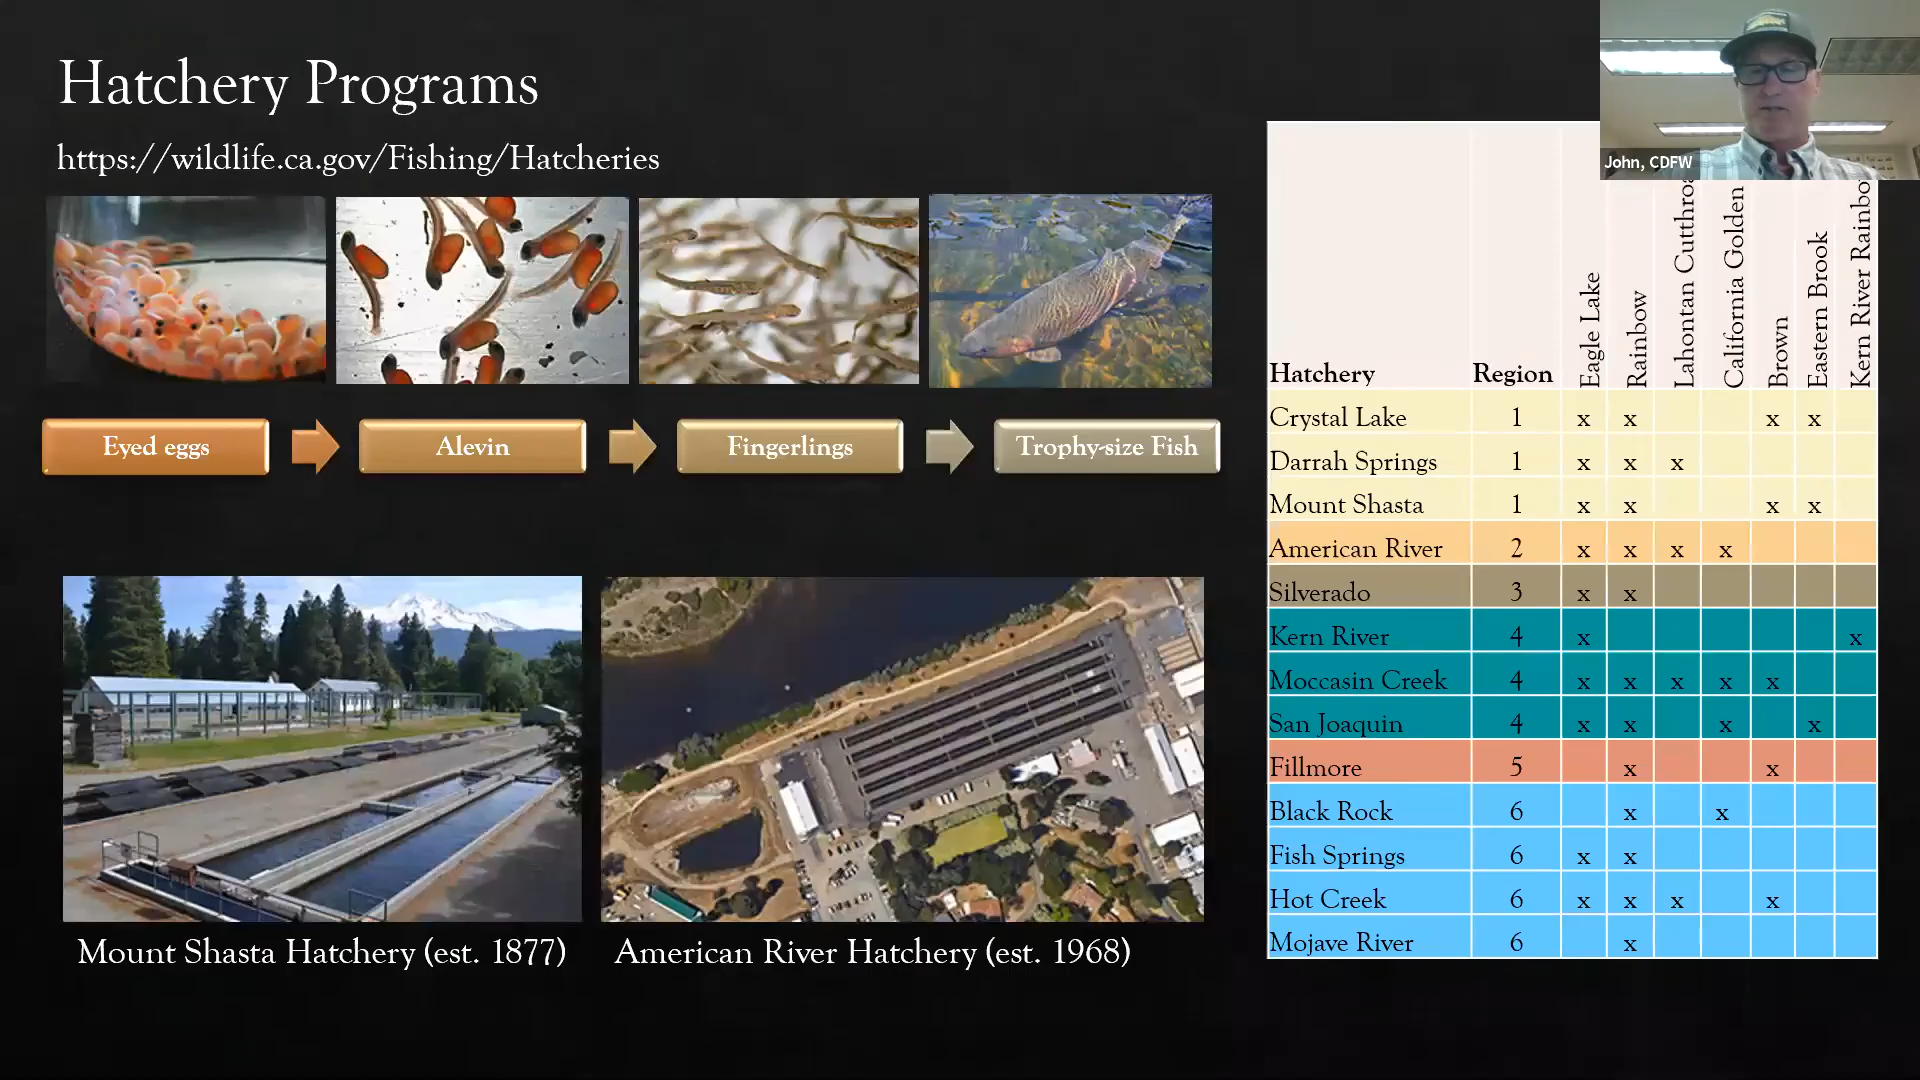 Hatchery Programs
https://wildlife.ca.gov/Fishing/Hatcheries
Eyed eggs
Alevin
Fingerlings
Trophy-size Fish
Mount Shasta Hatchery (est. 1877)
American River Hatchery (est. 1968)
John, CDFW
Hatchery Region Eagle Lake Rainbow Lahontan California Golden Brown Eastern Brook Kern River
Crystal Lake 1 x x x x
Darrah Springs 1 x x x
Mount Shasta 1 x x x x
American River 2 x x x x
Silverado 3 x x
Kern River 4 x x
Moccasin Creek 4 x x x x x
San Joaquin 4 x x x x
Fillmore 5 x x
Black Rock 6 x x
Fish Springs 6 x x
Hot Creek 6 x x x x
Mojave River 6 x